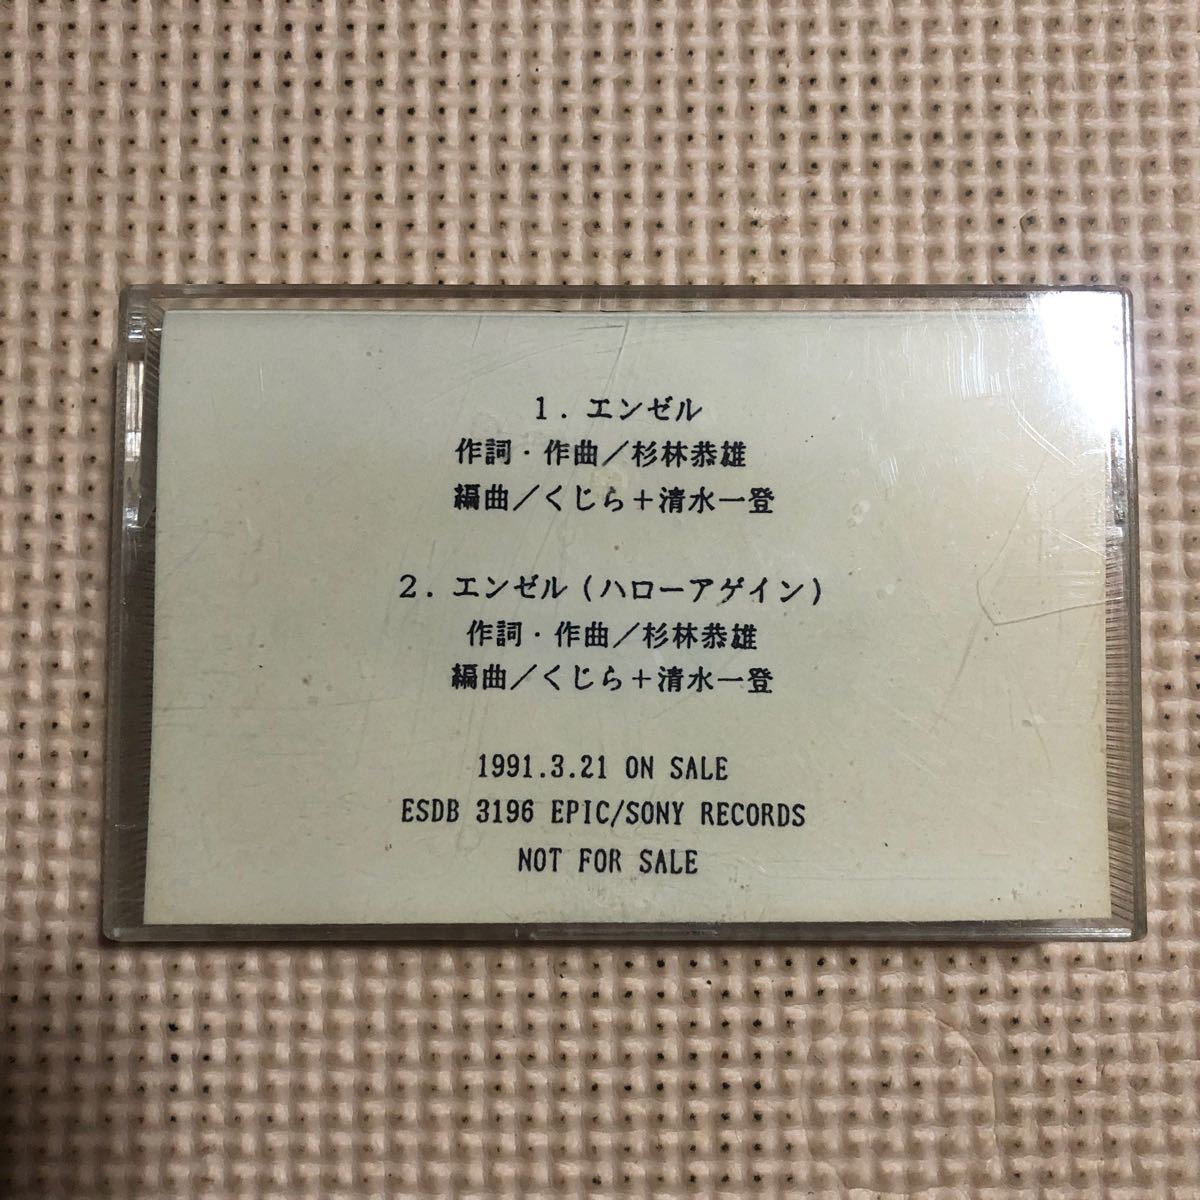 1. エンゼル
作詞・作曲／杉林恭雄
編曲／くじら＋清水一登
2. エンゼル(ハローアゲイン)
作詞・作曲／杉林恭雄
編曲／くじら＋清水一登
1991.3.21 ON SALE
ESDB 3196 EPIC/SONY RECORDS
NOT FOR SALE